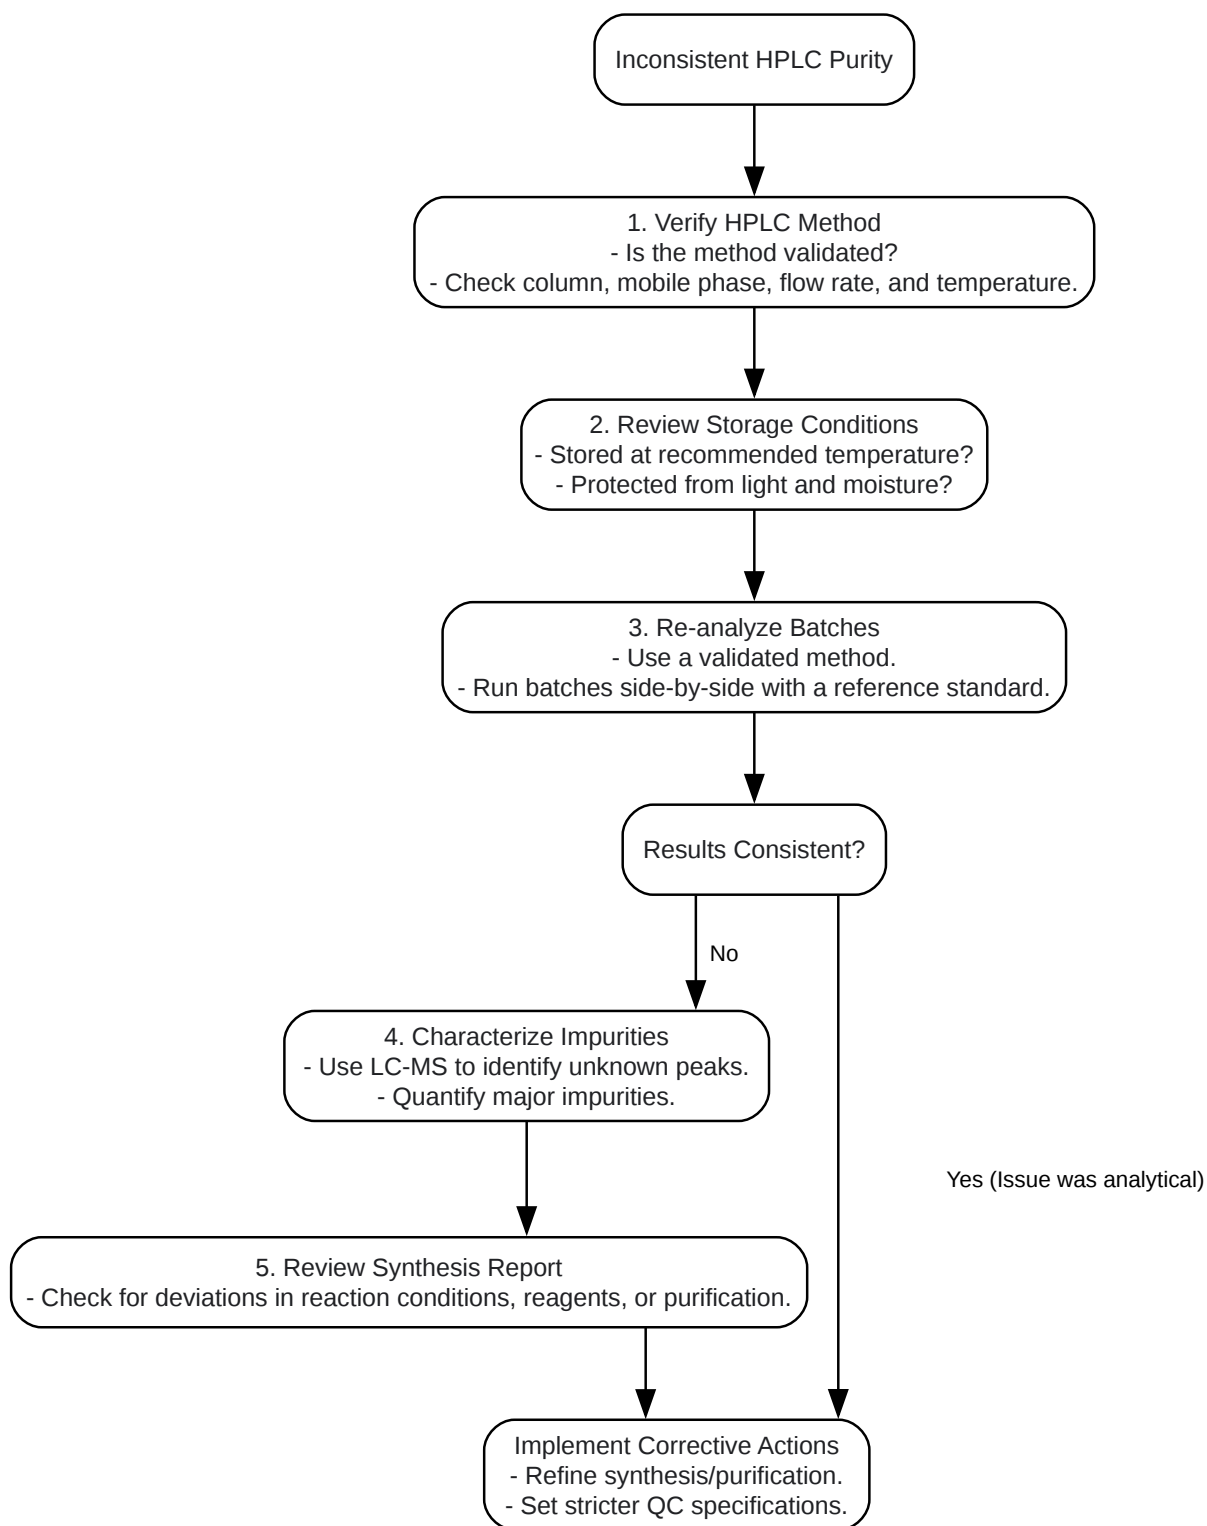 Inconsistent HPLC Purity
1. Verify HPLC Method
- Is the method validated?
- Check column, mobile phase, flow rate, and temperature.
2. Review Storage Conditions
- Stored at recommended temperature?
- Protected from light and moisture?
3. Re-analyze Batches
- Use a validated method.
- Run batches side-by-side with a reference standard.
Results Consistent?
No
4. Characterize Impurities
- Use LC-MS to identify unknown peaks.
- Quantify major impurities.
Yes (Issue was analytical)
5. Review Synthesis Report
- Check for deviations in reaction conditions, reagents, or purification.
Implement Corrective Actions
- Refine synthesis/purification.
- Set stricter QC specifications.